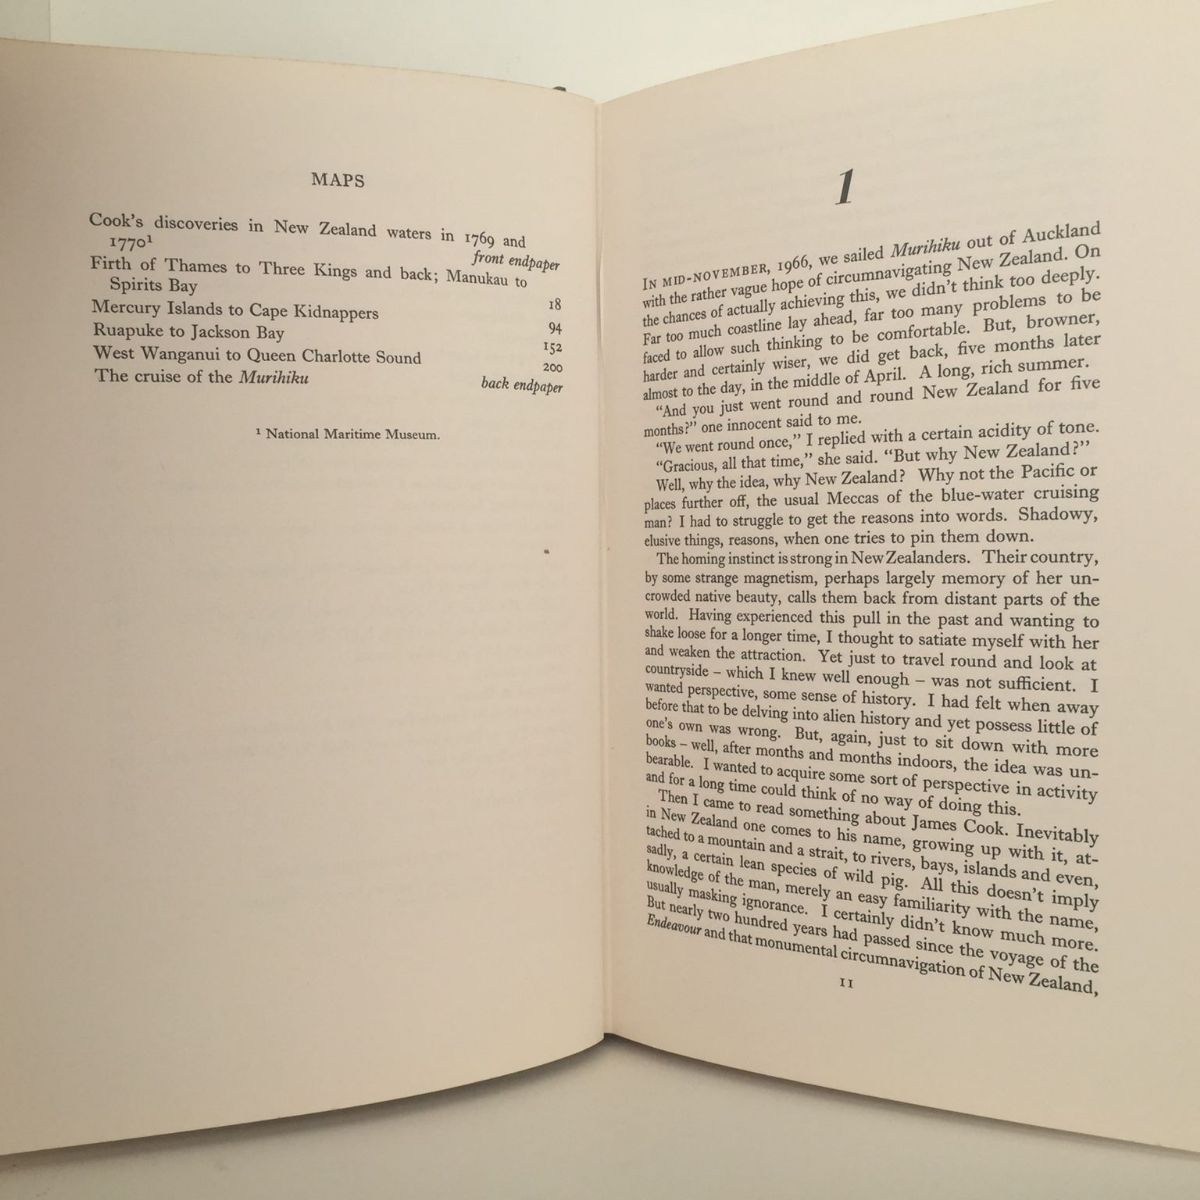 MAPS
Cook's discoveries in New Zealand waters in 1769 and
1770¹
front endpaper
Firth of Thames to Three Kings and back; Manukau to
Spirits Bay
18
Mercury Islands to Cape Kidnappers
94
Ruapuke to Jackson Bay
152
West Wanganui to Queen Charlotte Sound
200
The cruise of the Murihiku
back endpaper
¹ National Maritime Museum.
1
IN MID-NOVEMBER, 1966, we sailed Murihiku out of Auckland
with the rather vague hope of circumnavigating New Zealand. On
the chances of actually achieving this, we didn't think too deeply.
Far too much coastline lay ahead, far too many problems to be
faced to allow such thinking to be comfortable. But, browner,
harder and certainly wiser, we did get back, five months later
almost to the day, in the middle of April. A long, rich summer.
"And you just went round and round New Zealand for five
months?" one innocent said to me.
"We went round once," I replied with a certain acidity of tone.
"Gracious, all that time," she said. "But why New Zealand?"
Well, why the idea, why New Zealand? Why not the Pacific or
places further off, the usual Meccas of the blue-water cruising
man? I had to struggle to get the reasons into words. Shadowy,
elusive things, reasons, when one tries to pin them down.
The homing instinct is strong in New Zealanders. Their country,
by some strange magnetism, perhaps largely memory of her un-
crowded native beauty, calls them back from distant parts of the
world. Having experienced this pull in the past and wanting to
shake loose for a longer time, I thought to satiate myself with her
and weaken the attraction. Yet just to travel round and look at
countryside – which I knew well enough – was not sufficient. I
wanted perspective, some sense of history. I had felt when away
before that to be delving into alien history and yet possess little of
one's own was wrong. But, again, just to sit down with more
books – well, after months and months indoors, the idea was un-
bearable. I wanted to acquire some sort of perspective in activity
and for a long time could think of no way of doing this.
Then I came to read something about James Cook. Inevitably
in New Zealand one comes to his name, growing up with it, at-
tached to a mountain and a strait, to rivers, bays, islands and even,
sadly, a certain lean species of wild pig. All this doesn't imply
knowledge of the man, merely an easy familiarity with the name,
usually masking ignorance. I certainly didn't know much more.
But nearly two hundred years had passed since the voyage of the
Endeavour and that monumental circumnavigation of New Zealand,
11